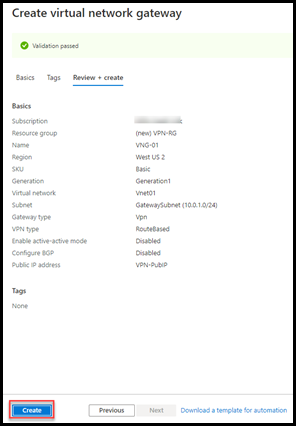 Create virtual network gateway
Validation passed
Basics Tags Review + create
Basics
Subscription
Resource group (new) VPN-RG
Name VNG-01
Region West US 2
SKU Basic
Generation Generation1
Virtual network Vnet01
Subnet GatewaySubnet (10.0.1.0/24)
Gateway type Vpn
VPN type RouteBased
Enable active-active mode Disabled
Configure BGP Disabled
Public IP address VPN-PubIP
Tags
None
Create Previous Next Download a template for automation